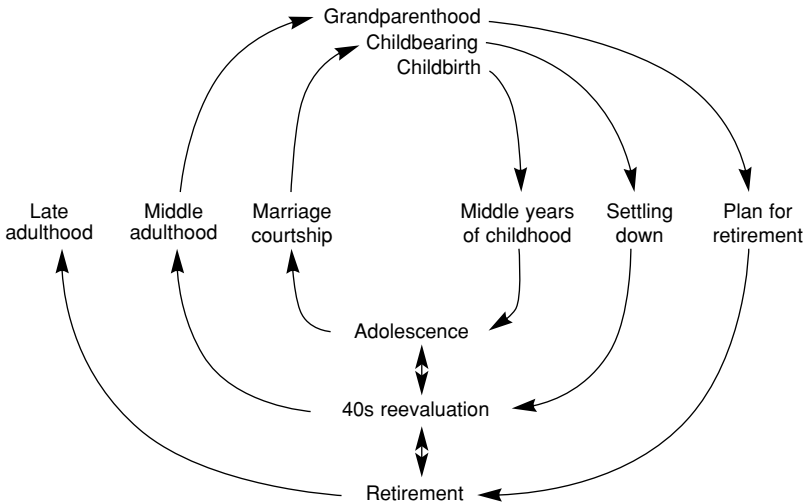 Grandparenthood
Childbearing
Childbirth
Late
adulthood
Middle
adulthood
Marriage
courtship
Middle years
of childhood
Settling
down
Plan for
retirement
Adolescence
40s reevaluation
Retirement